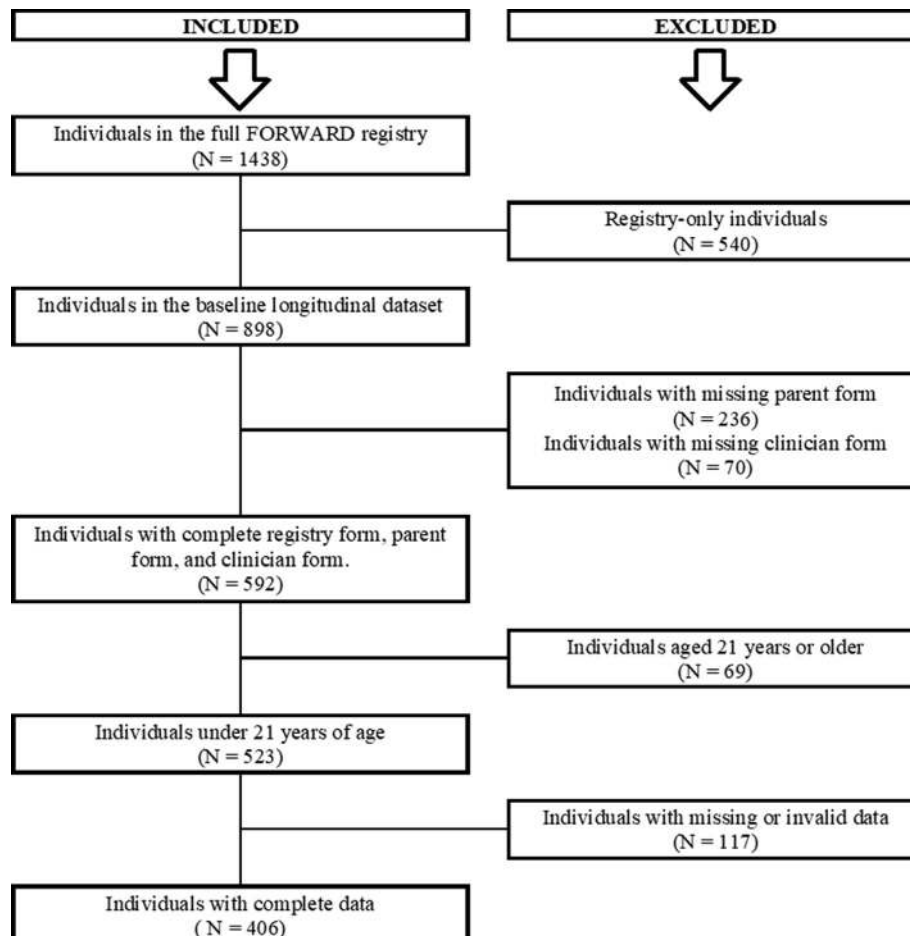 INCLUDED
EXCLUDED
Individuals in the full FORWARD registry
(N = 1438)
Registry-only individuals
(N = 540)
Individuals in the baseline longitudinal dataset
(N = 898)
Individuals with missing parent form
(N = 236)
Individuals with missing clinician form
(N = 70)
Individuals with complete registry form, parent
form, and clinician form.
(N = 592)
Individuals aged 21 years or older
(N = 69)
Individuals under 21 years of age
(N = 523)
Individuals with missing or invalid data
(N = 117)
Individuals with complete data
( N = 406)